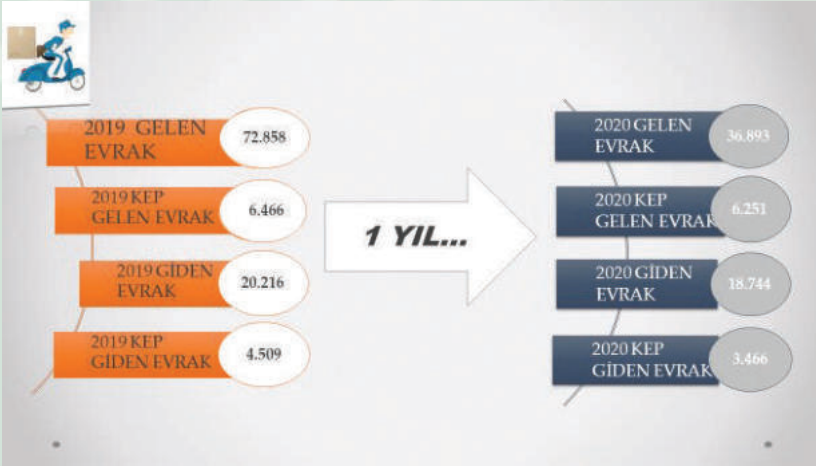 2019 GELEN
EVRAK
72.858
2019 KEP
GELEN EVRAK
6.466
2019 GİDEN
EVRAK
20.216
2019 KEP
GİDEN EVRAK
4.509
1 YIL...
2020 GELEN
EVRAK
36.893
2020 KEP
GELEN EVRAK
6.251
2020 GİDEN
EVRAK
18.744
2020 KEP
GİDEN EVRAK
3.466